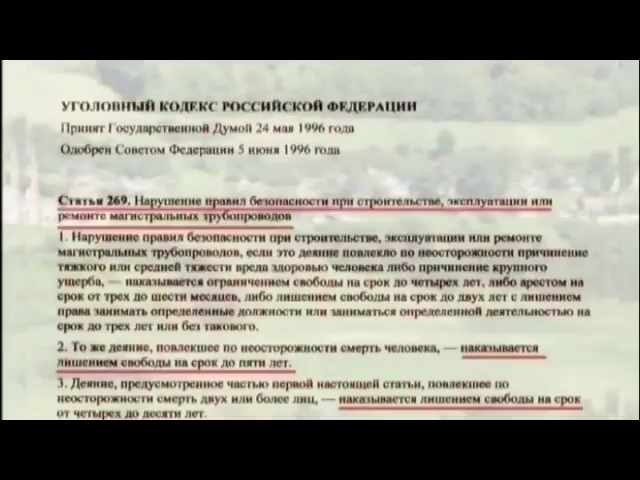 УГОЛОВНЫЙ КОДЕКС РОССИЙСКОЙ ФЕДЕРАЦИИ
Принят Государственной Думой 24 мая 1996 года
Одобрен Советом Федерации 5 июня 1996 года
Статья 269. Нарушение правил безопасности при строительстве, эксплуатации или
ремонте магистральных трубопроводов
1. Нарушение правил безопасности при строительстве, эксплуатации или ремонте
магистральных трубопроводов, если это деяние повлекло по неосторожности причинение
тяжкого или средней тяжести вреда здоровью человека либо причинение крупного
ущерба, — наказывается ограничением свободы на срок до четырех лет, либо арестом на
срок от трех до шести месяцев, либо лишением свободы на срок до двух лет с лишением
права занимать определенные должности или заниматься определенной деятельностью на
срок до трех лет или без такового.
2. То же деяние, повлекшее по неосторожности смерть человека, — наказывается
лишением свободы на срок до пяти лет.
3. Деяние, предусмотренное частью первой настоящей статьи, повлекшее по
неосторожности смерть двух или более лиц, — наказывается лишением свободы на срок
от четырех до десяти лет.